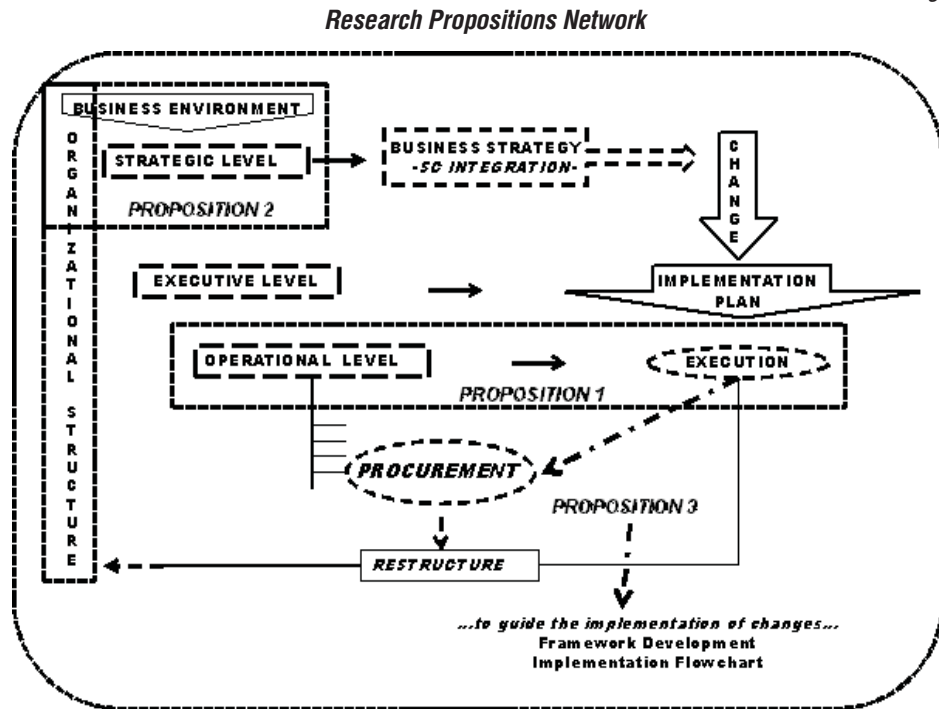 Research Propositions Network
BUSINESS ENVIRONMENT
STRATEGIC LEVEL
PROPOSITION 2
BUSINESS STRATEGY
-SC INTEGRATION-
CHANGE
ORGANIZATIONAL STRUCTURE
EXECUTIVE LEVEL
IMPLEMENTATION
PLAN
OPERATIONAL LEVEL
EXECUTION
PROPOSITION 1
PROCUREMENT
PROPOSITION 3
RESTRUCTURE
...to guide the implementation of changes...
Framework Development
Implementation Flowchart